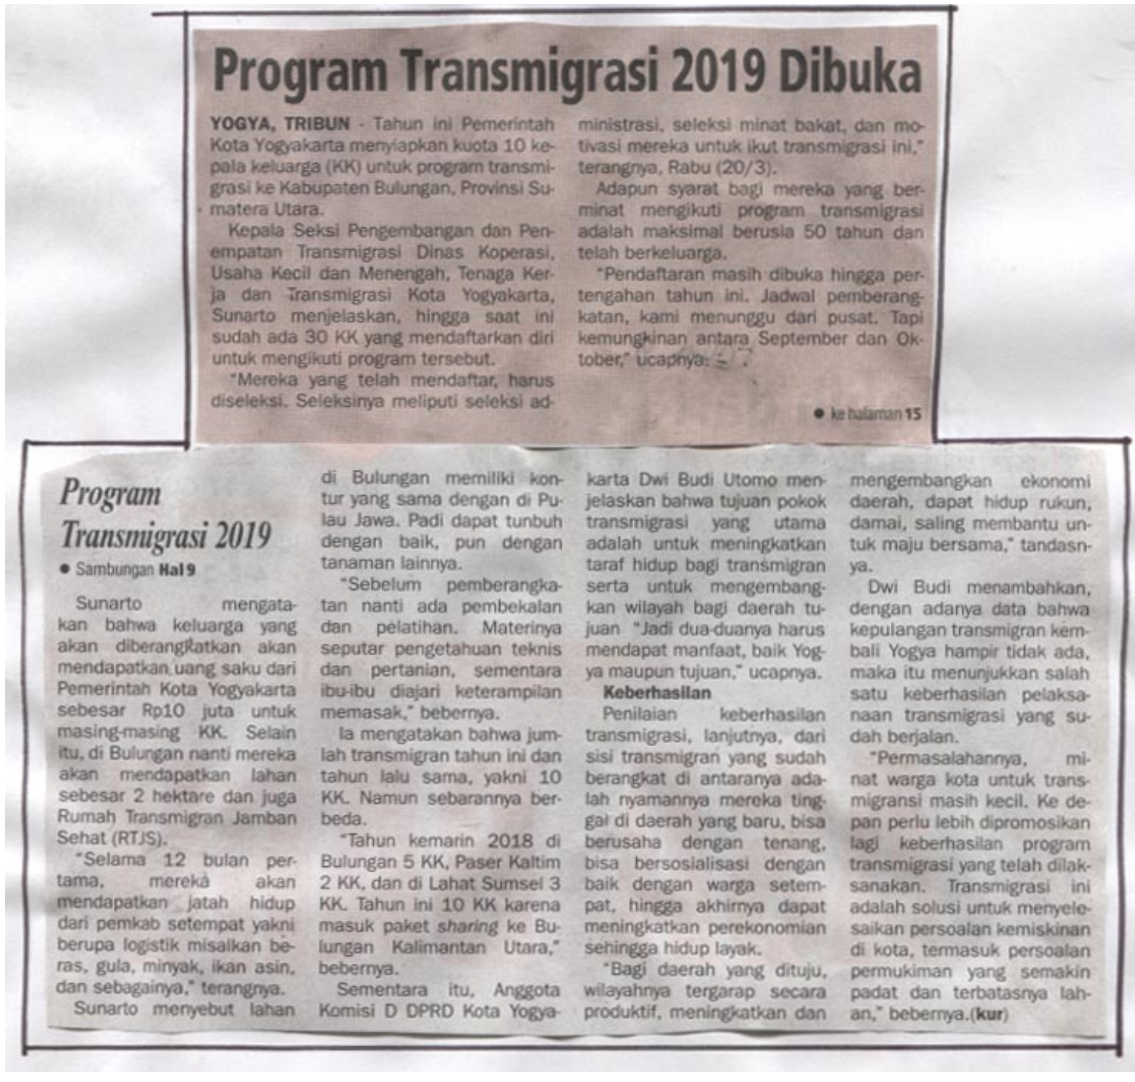 Program Transmigrasi 2019 Dibuka
YOGYA, TRIBUN - Tahun ini Pemerintah
Kota Yogyakarta menyiapkan kuota 10 ke-
pala keluarga (KK) untuk program transmi-
grasi ke Kabupaten Bulungan, Provinsi Su-
matera Utara.
Kepala Seksi Pengembangan dan Pen-
empatan Transmigrasi Dinas Koperasi,
Usaha Kecil dan Menengah, Tenaga Ker-
ja dan Transmigrasi Kota Yogyakarta,
Sunarto menjelaskan, hingga saat ini
sudah ada 30 KK yang mendaftarkan diri
untuk mengikuti program tersebut.
"Mereka yang telah mendaftar, harus
diseleksi. Seleksinya meliputi seleksi ad-
ministrasi, seleksi minat bakat, dan mo-
tivasi mereka untuk ikut transmigrasi ini,"
terangnya, Rabu (20/3).
Adapun syarat bagi mereka yang ber-
minat mengikuti program transmigrasi
adalah maksimal berusia 50 tahun dan
telah berkeluarga.
"Pendaftaran masih dibuka hingga per-
tengahan tahun ini. Jadwal pemberang-
katan, kami menunggu dari pusat. Tapi
kemungkinan antara September dan Ok-
tober," ucapnya.
● ke halaman 15
Program
Transmigrasi 2019
● Sambungan Hal 9
Sunarto mengata-
kan bahwa keluarga yang
akan diberangkatkan akan
mendapatkan uang saku dari
Pemerintah Kota Yogyakarta
sebesar Rp10 juta untuk
masing-masing KK. Selain
itu, di Bulungan nanti mereka
akan mendapatkan lahan
sebesar 2 hektare dan juga
Rumah Transmigran Jamban
Sehat (RTJS).
"Selama 12 bulan per-
tama, mereka akan
mendapatkan jatah hidup
dari pemkab setempat yakni
berupa logistik misalkan be-
ras, gula, minyak, ikan asin,
dan sebagainya," terangnya.
Sunarto menyebut lahan
di Bulungan memiliki kon-
tur yang sama dengan di Pu-
lau Jawa. Padi dapat tunbuh
dengan baik, pun dengan
tanaman lainnya.
"Sebelum pemberangka-
tan nanti ada pembekalan
dan pelatihan. Materinya
seputar pengetahuan teknis
dan pertanian, sementara
ibu-ibu diajari keterampilan
memasak," bebernya.
Ia mengatakan bahwa jum-
lah transmigran tahun ini dan
tahun lalu sama, yakni 10
KK. Namun sebarannya ber-
beda.
"Tahun kemarin 2018 di
Bulungan 5 KK, Paser Kaltim
2 KK, dan di Lahat Sumsel 3
KK. Tahun ini 10 KK karena
masuk paket sharing ke Bu-
lungan Kalimantan Utara,"
bebernya.
Sementara itu, Anggota
Komisi D DPRD Kota Yogya-
karta Dwi Budi Utomo men-
jelaskan bahwa tujuan pokok
transmigrasi yang utama
adalah untuk meningkatkan
taraf hidup bagi transmigran
serta untuk mengembang-
kan wilayah bagi daerah tu-
juan "Jadi dua-duanya harus
mendapat manfaat, baik Yog-
ya maupun tujuan," ucapnya.
Keberhasilan
Penilaian keberhasilan
transmigrasi, lanjutnya, dari
sisi transmigran yang sudah
berangkat di antaranya ada-
lah nyamannya mereka ting-
gal di daerah yang baru, bisa
berusaha dengan tenang,
bisa bersosialisasi dengan
baik dengan warga setem-
pat, hingga akhirnya dapat
meningkatkan perekonomian
sehingga hidup layak.
"Bagi daerah yang dituju,
wilayahnya tergarap secara
produktif, meningkatkan dan
mengembangkan ekonomi
daerah, dapat hidup rukun,
damai, saling membantu un-
tuk maju bersama," tandasn-
ya.
Dwi Budi menambahkan,
dengan adanya data bahwa
kepulangan transmigran kem-
bali Yogya hampir tidak ada,
maka itu menunjukkan salah
satu keberhasilan pelaksa-
naan transmigrasi yang su-
dah berjalan.
"Permasalahannya, mi-
nat warga kota untuk trans-
migransi masih kecil. Ke de-
pan perlu lebih dipromosikan
lagi keberhasilan program
transmigrasi yang telah dilak-
sanakan. Transmigrasi ini
adalah solusi untuk menyele-
saikan persoalan kemiskinan
di kota, termasuk persoalan
permukiman yang semakin
padat dan terbatasnya lah-
an," bebernya.(kur)